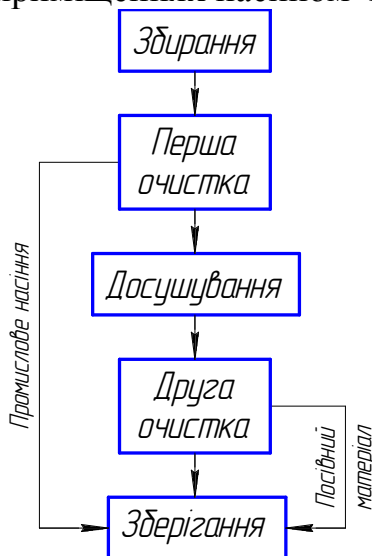 Збирання
Перша
очистка
Промислове насіння
Досушування
Друга
очистка
Посівний
матеріал
Зберігання